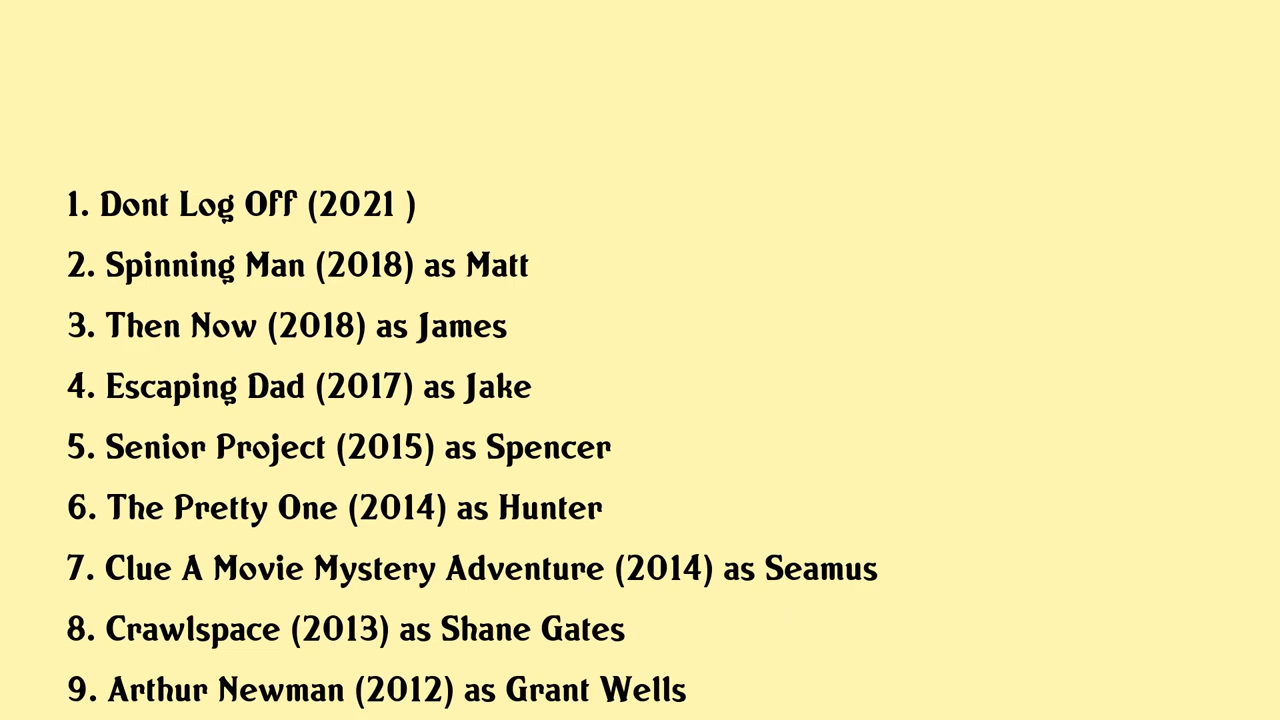 1. Dont Log Off (2021 )
2. Spinning Man (2018) as Matt
3. Then Now (2018) as James
4. Escaping Dad (2017) as Jake
5. Senior Project (2015) as Spencer
6. The Pretty One (2014) as Hunter
7. Clue A Movie Mystery Adventure (2014) as Seamus
8. Crawlspace (2013) as Shane Gates
9. Arthur Newman (2012) as Grant Wells